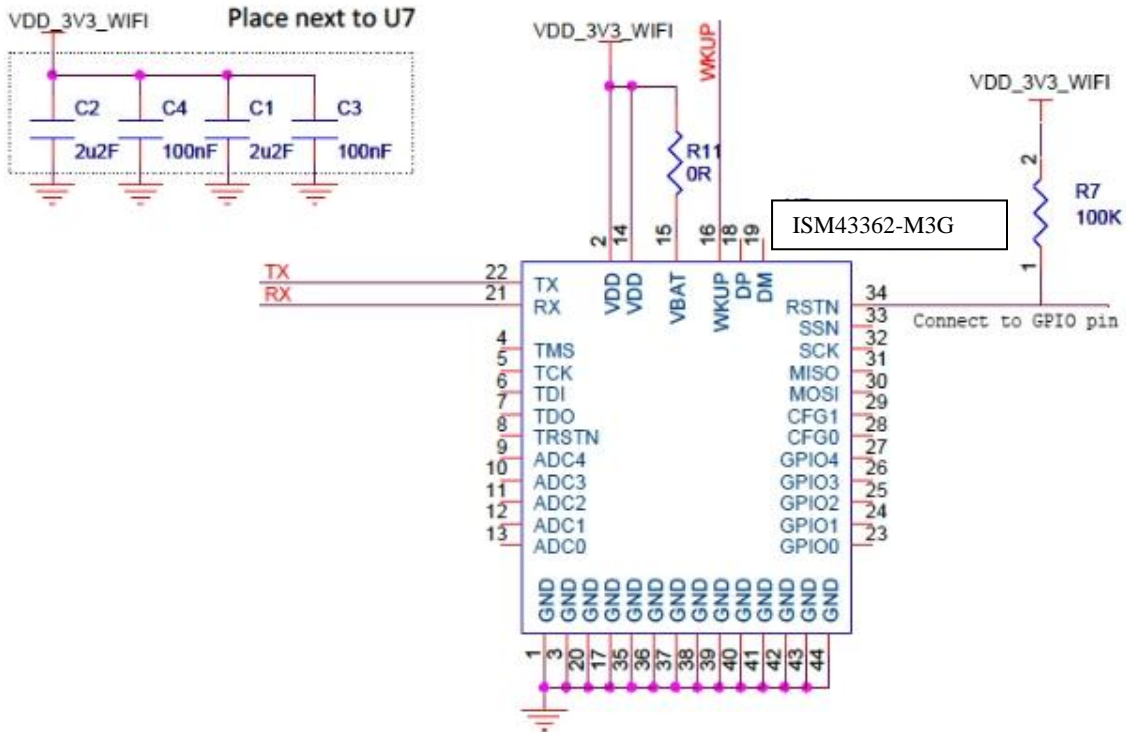 VDD_3V3_WIFI
Place next to U7
C2
2u2F
C4
100nF
C1
2u2F
C3
100nF
VDD_3V3_WIFI
WKUP
R11
0R
VDD_3V3_WIFI
2
R7
100K
1
ISM43362-M3G
2
14
15
16
18
19
VDD
VDD
VBAT
WKUP
DP
DM
TX
22
TX
RX
21
RX
4
TMS
5
TCK
6
TDI
7
TDO
8
TRSTN
9
ADC4
10
ADC3
11
ADC2
12
ADC1
13
ADC0
RSTN
34
Connect to GPIO pin
SSN
33
SCK
32
MISO
31
MOSI
30
CFG1
29
CFG0
28
GPIO4
27
GPIO3
26
GPIO2
25
GPIO1
24
GPIO0
23
GND
GND
GND
GND
GND
GND
GND
GND
GND
GND
GND
GND
GND
GND
1
3
20
17
35
36
37
38
39
40
41
42
43
44